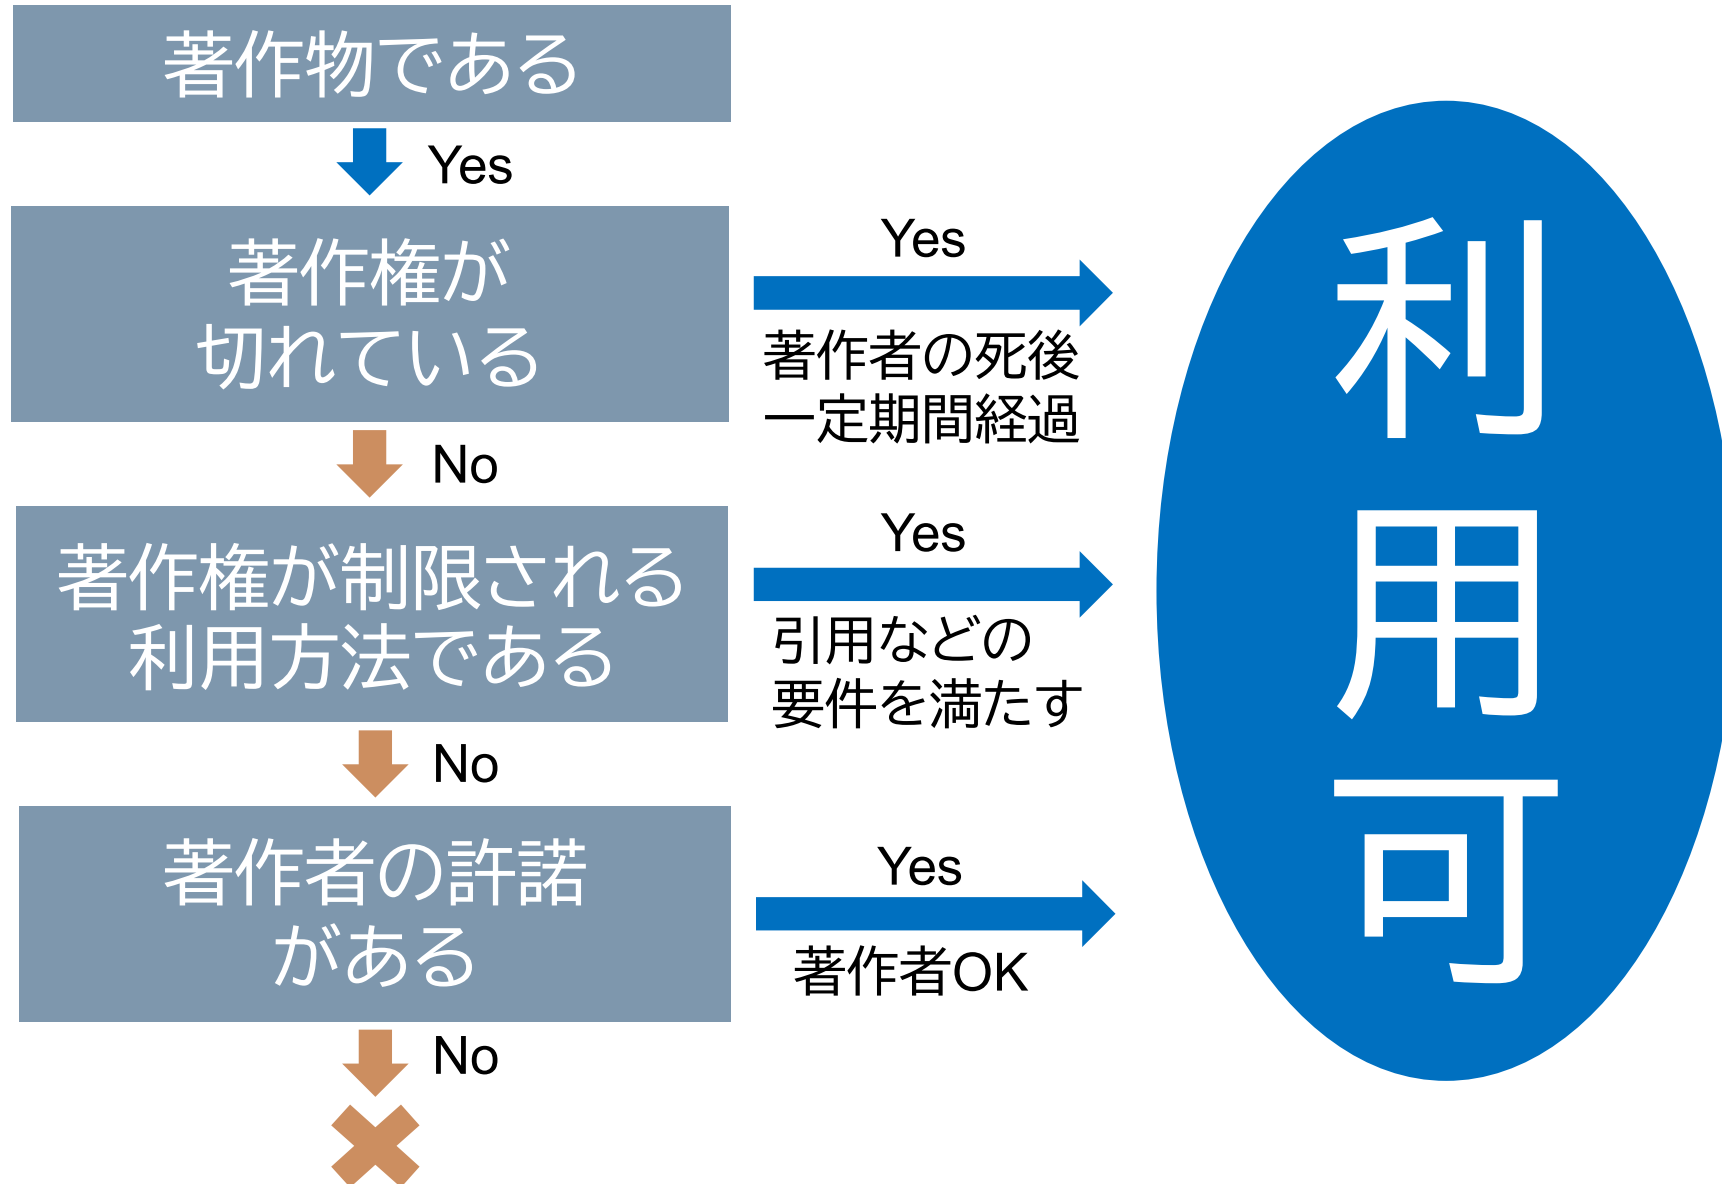 著作物である
Yes
著作権が
切れている
Yes
著作者の死後
一定期間経過
No
著作権が制限される
利用方法である
Yes
引用などの
要件を満たす
No
著作者の許諾
がある
Yes
著作者OK
No
利用可